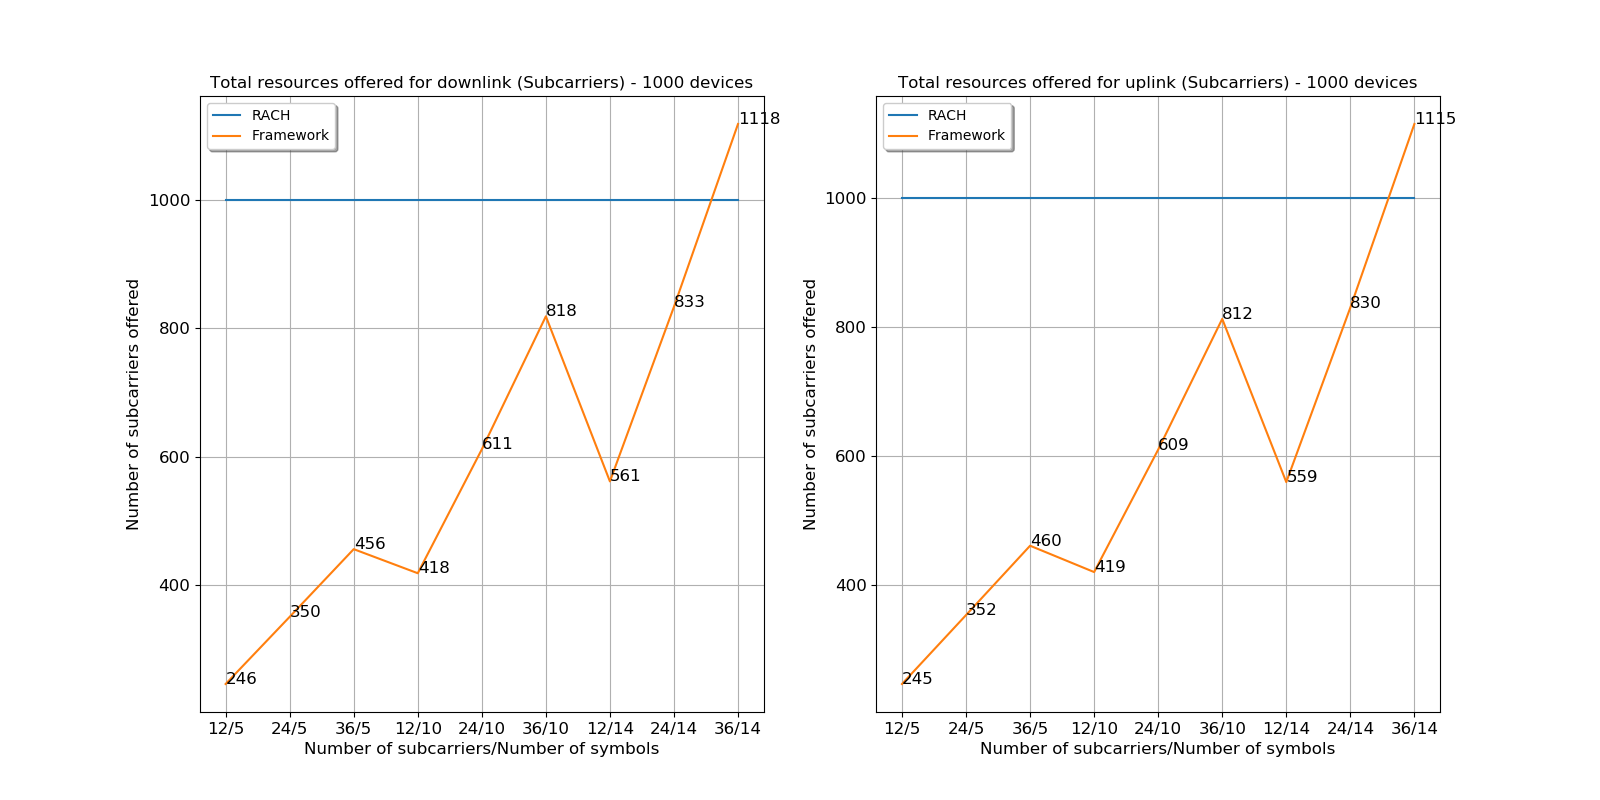 Total resources offered for downlink (Subcarriers) - 1000 devices
RACH
Framework
Number of subcarriers offered
1000
800
600
400
246
350
456
418
611
818
561
833
1118
12/5 24/5 36/5 12/10 24/10 36/10 12/14 24/14 36/14
Number of subcarriers/Number of symbols
Total resources offered for uplink (Subcarriers) - 1000 devices
RACH
Framework
Number of subcarriers offered
1000
800
600
400
245
352
460
419
609
812
559
830
1115
12/5 24/5 36/5 12/10 24/10 36/10 12/14 24/14 36/14
Number of subcarriers/Number of symbols